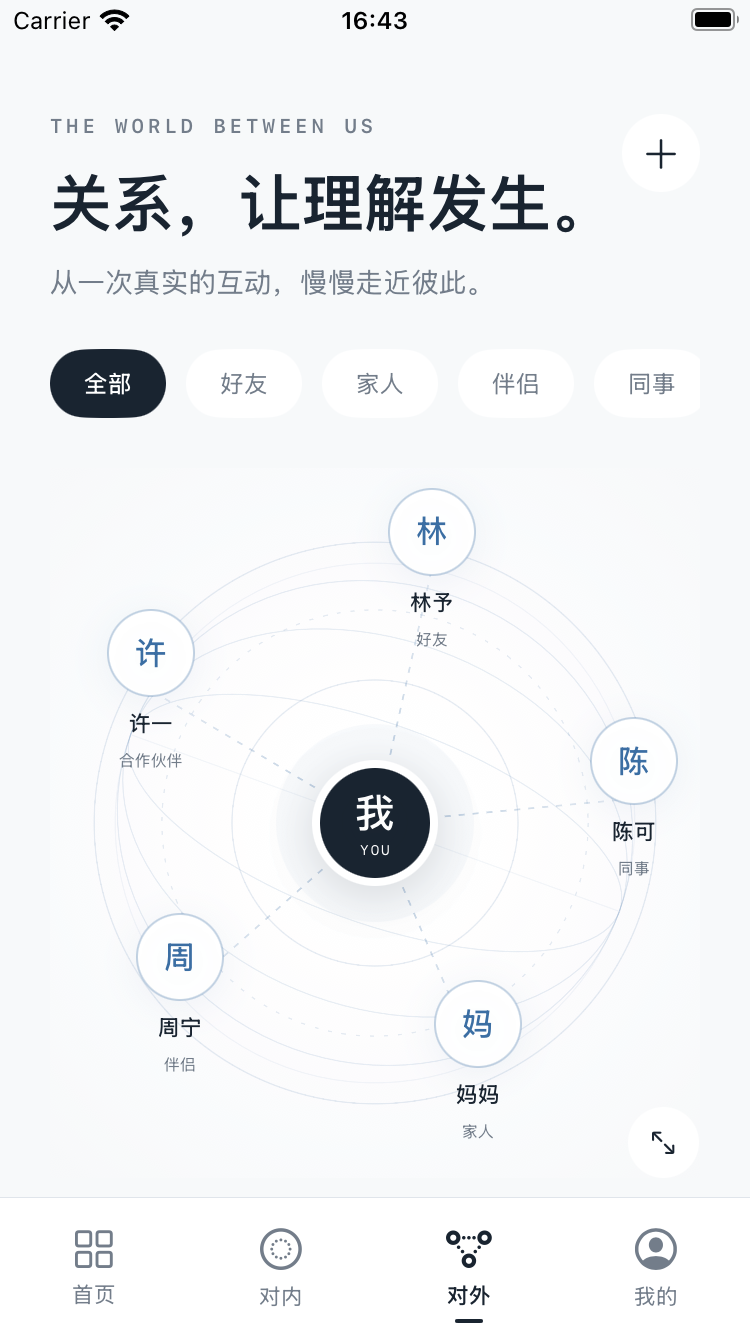 Carrier 16:43
THE WORLD BETWEEN US
关系，让理解发生。
从一次真实的互动，慢慢走近彼此。
全部 好友 家人 伴侣 同事
林
林予
好友
许
许一
合作伙伴
陈
陈可
同事
我
YOU
周
周宁
伴侣
妈
妈妈
家人
首页 对内 对外 我的